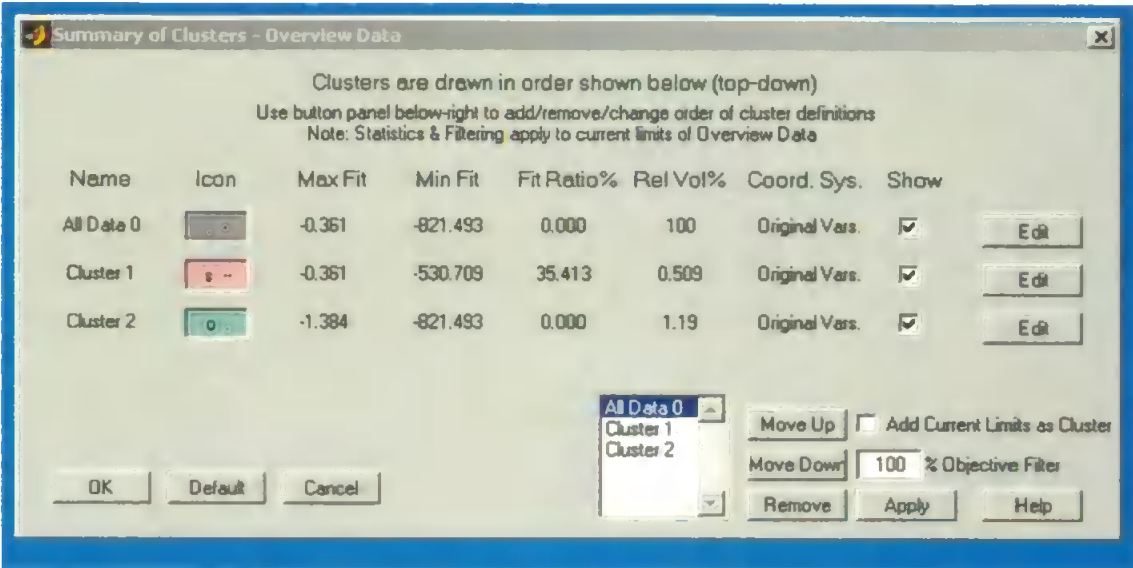 Summary of Clusters - Overview Data
Clusters are drawn in order shown below (top-down)
Use button panel below-right to add/remove/change order of cluster definitions
Note: Statistics & Filtering apply to current limits of Overview Data
Name Icon Max Fit Min Fit Fit Ratio% Rel Vol% Coord. Sys. Show
All Data 0 -0.361 -821.493 0.000 100 Original Vars. Edit
Cluster 1 -0.361 -530.709 35.413 0.509 Original Vars. Edit
Cluster 2 -1.384 -821.493 0.000 1.19 Original Vars. Edit
All Data 0
Cluster 1
Cluster 2
Move Up Add Current Limits as Cluster
Move Down 100 % Objective Filter
OK Default Cancel Remove Apply Help